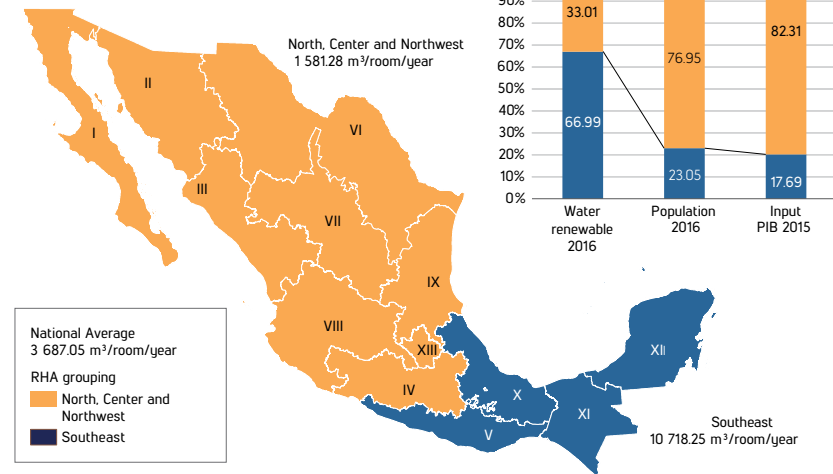 North, Center and Northwest
1 581.28 m³/room/year
90%
80%
70%
60%
50%
40%
30%
20%
10%
0%
33.01
66.99
76.95
23.05
82.31
17.69
Water
renewable
2016
Population
2016
Input
PIB 2015
I
II
III
VI
VII
IX
VIII
XIII
IV
X
V
XI
XII
National Average
3 687.05 m³/room/year
RHA grouping
North, Center and
Northwest
Southeast
Southeast
10 718.25 m³/room/year